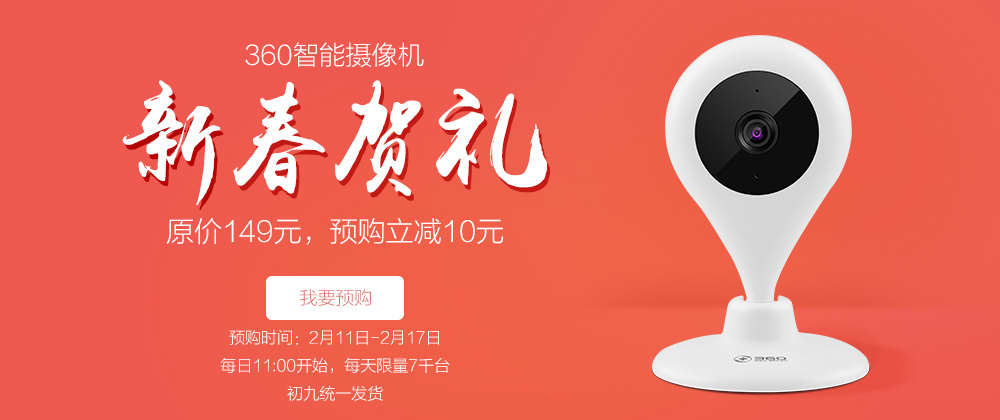 360智能摄像机
新春贺礼
原价149元，预购立减10元
我要预购
预购时间：2月11日-2月17日
每日11:00开始，每天限量7千台
初九统一发货
360